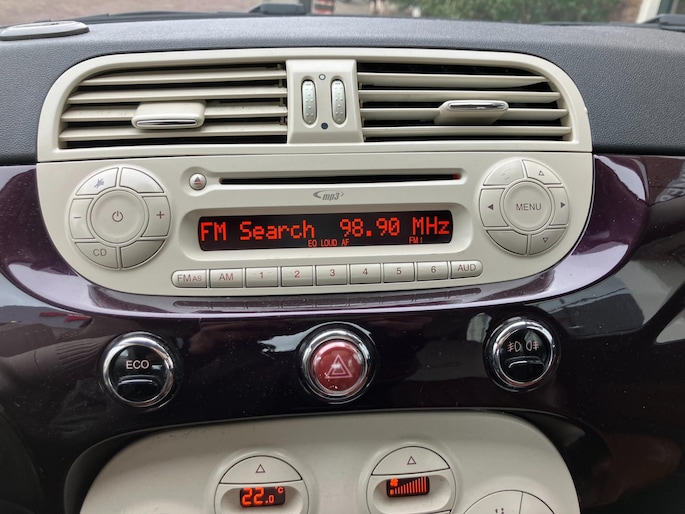 mp3
FM Search 98.90 MHz
EQ LOUD AF FM1
CD
MENU
FM AS AM 1 2 3 4 5 6 AUD
ECO
22.0 °C